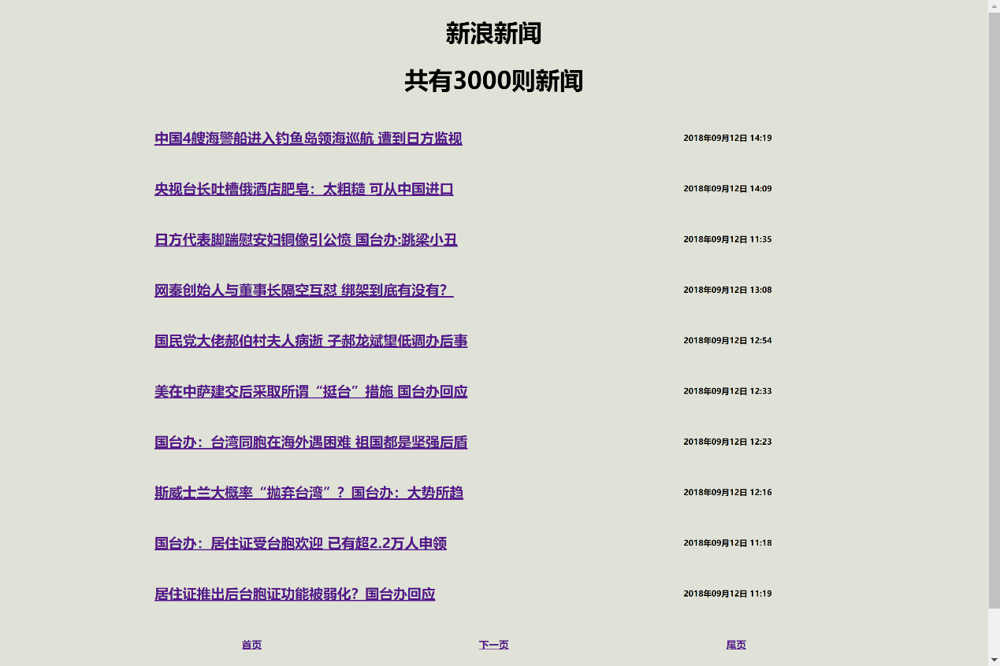 新浪新闻
共有3000则新闻
中国4艘海警船进入钓鱼岛领海巡航 遭到日方监视 2018年09月12日 14:19
央视台长吐槽俄酒店肥皂：太粗糙 可从中国进口 2018年09月12日 14:09
日方代表脚踹慰安妇铜像引公愤 国台办:跳梁小丑 2018年09月12日 11:35
网秦创始人与董事长隔空互怼 绑架到底有没有？ 2018年09月12日 13:08
国民党大佬郝伯村夫人病逝 子郝龙斌望低调办后事 2018年09月12日 12:54
美在中萨建交后采取所谓“挺台”措施 国台办回应 2018年09月12日 12:33
国台办：台湾同胞在海外遇困难 祖国都是坚强后盾 2018年09月12日 12:23
斯威士兰大概率“抛弃台湾”？国台办：大势所趋 2018年09月12日 12:16
国台办：居住证受台胞欢迎 已有超2.2万人申领 2018年09月12日 11:18
居住证推出后台胞证功能被弱化？国台办回应 2018年09月12日 11:19
首页 下一页 尾页